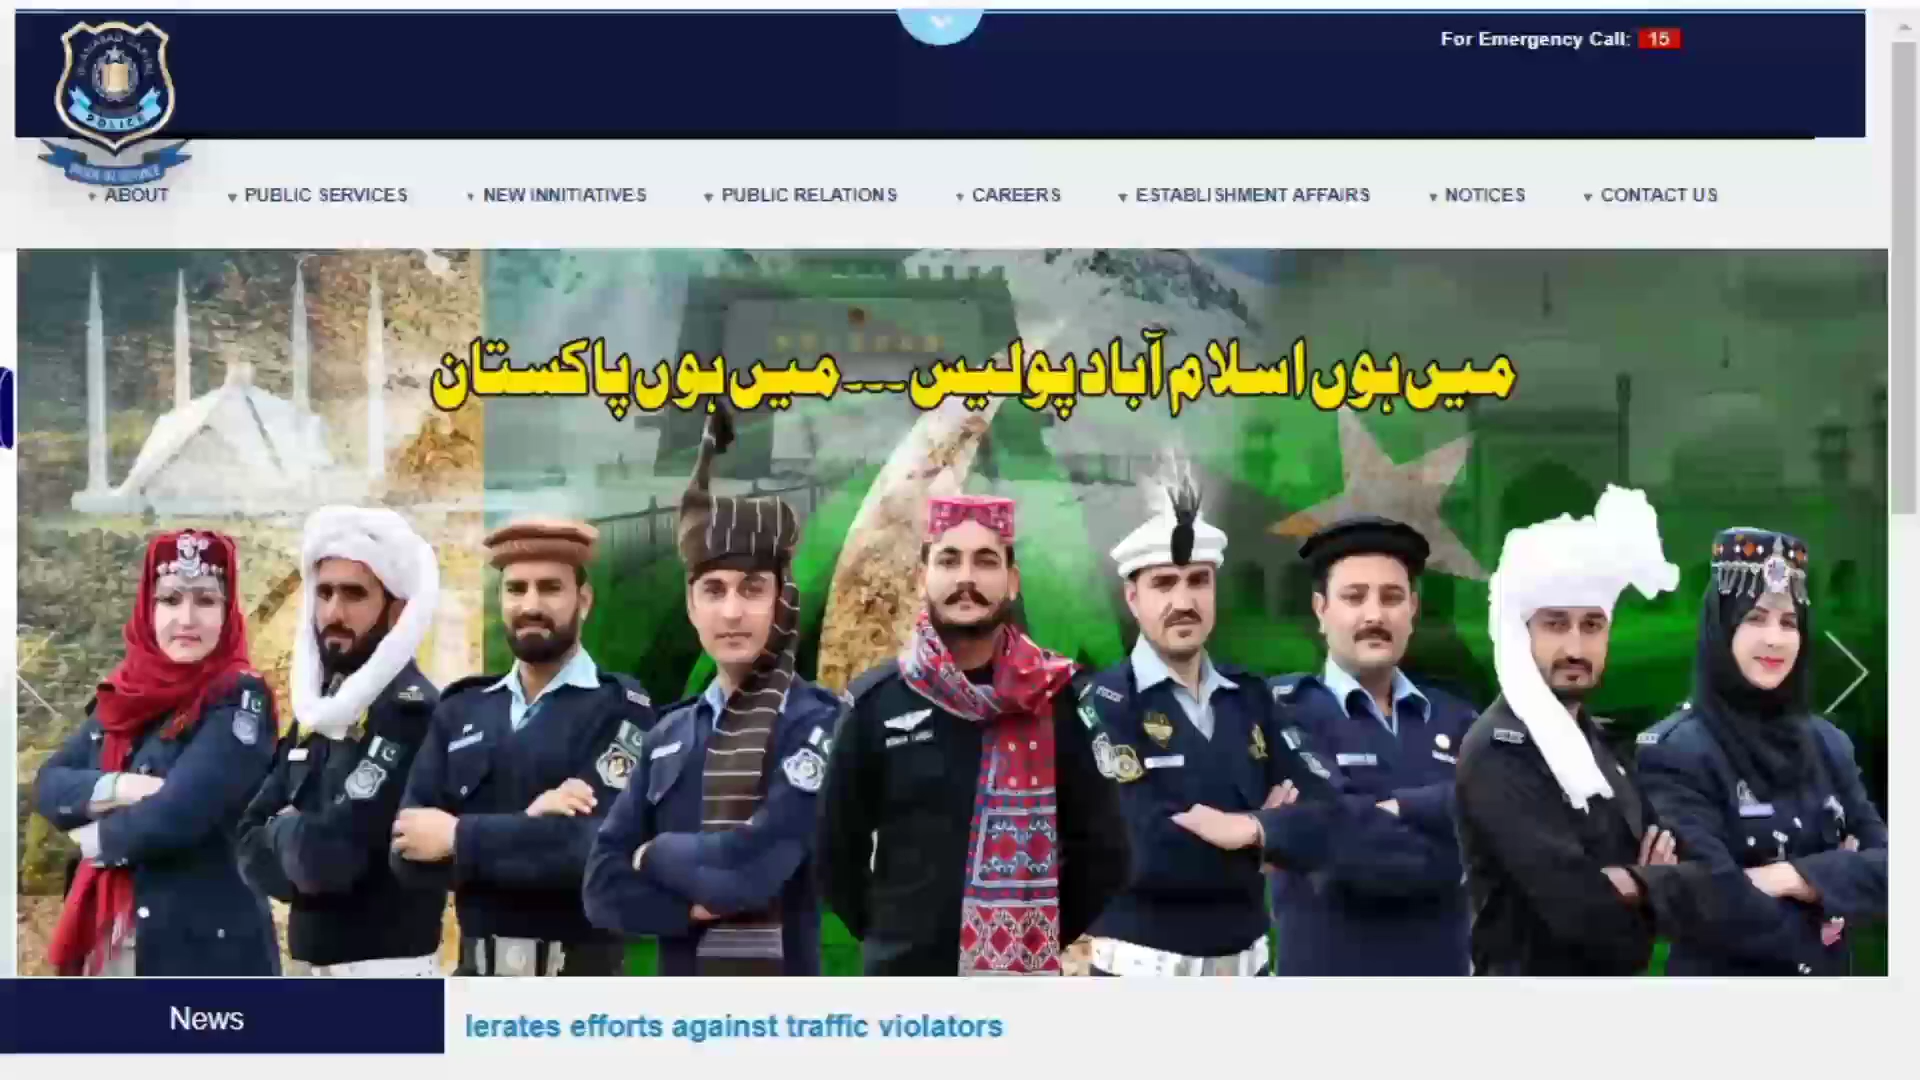 For Emergency Call: 15
POLICE
ABOUT
PUBLIC SERVICES
NEW INNITIATIVES
PUBLIC RELATIONS
CAREERS
ESTABLISHMENT AFFAIRS
NOTICES
CONTACT US
میں ہوں اسلام آباد پولیس --- میں ہوں پاکستان
News
lerates efforts against traffic violators